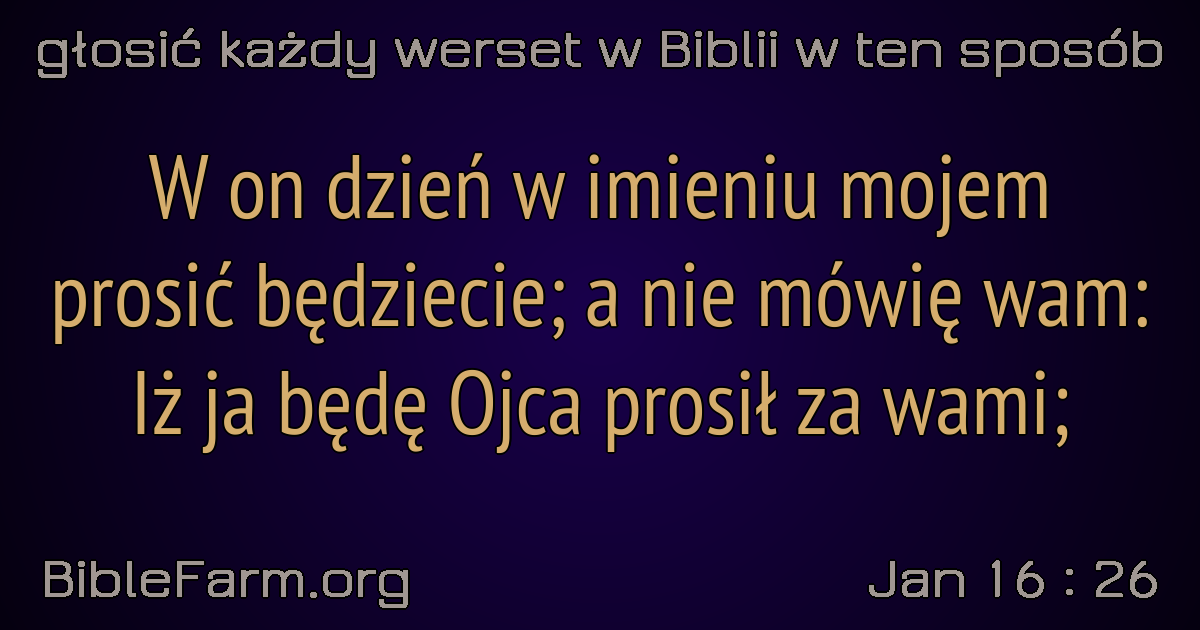 głosić każdy werset w Biblii w ten sposób
W on dzień w imieniu mojem
prosić będziecie; a nie mówię wam:
Iż ja będę Ojca prosił za wami;
BibleFarm.org
Jan 16 : 26